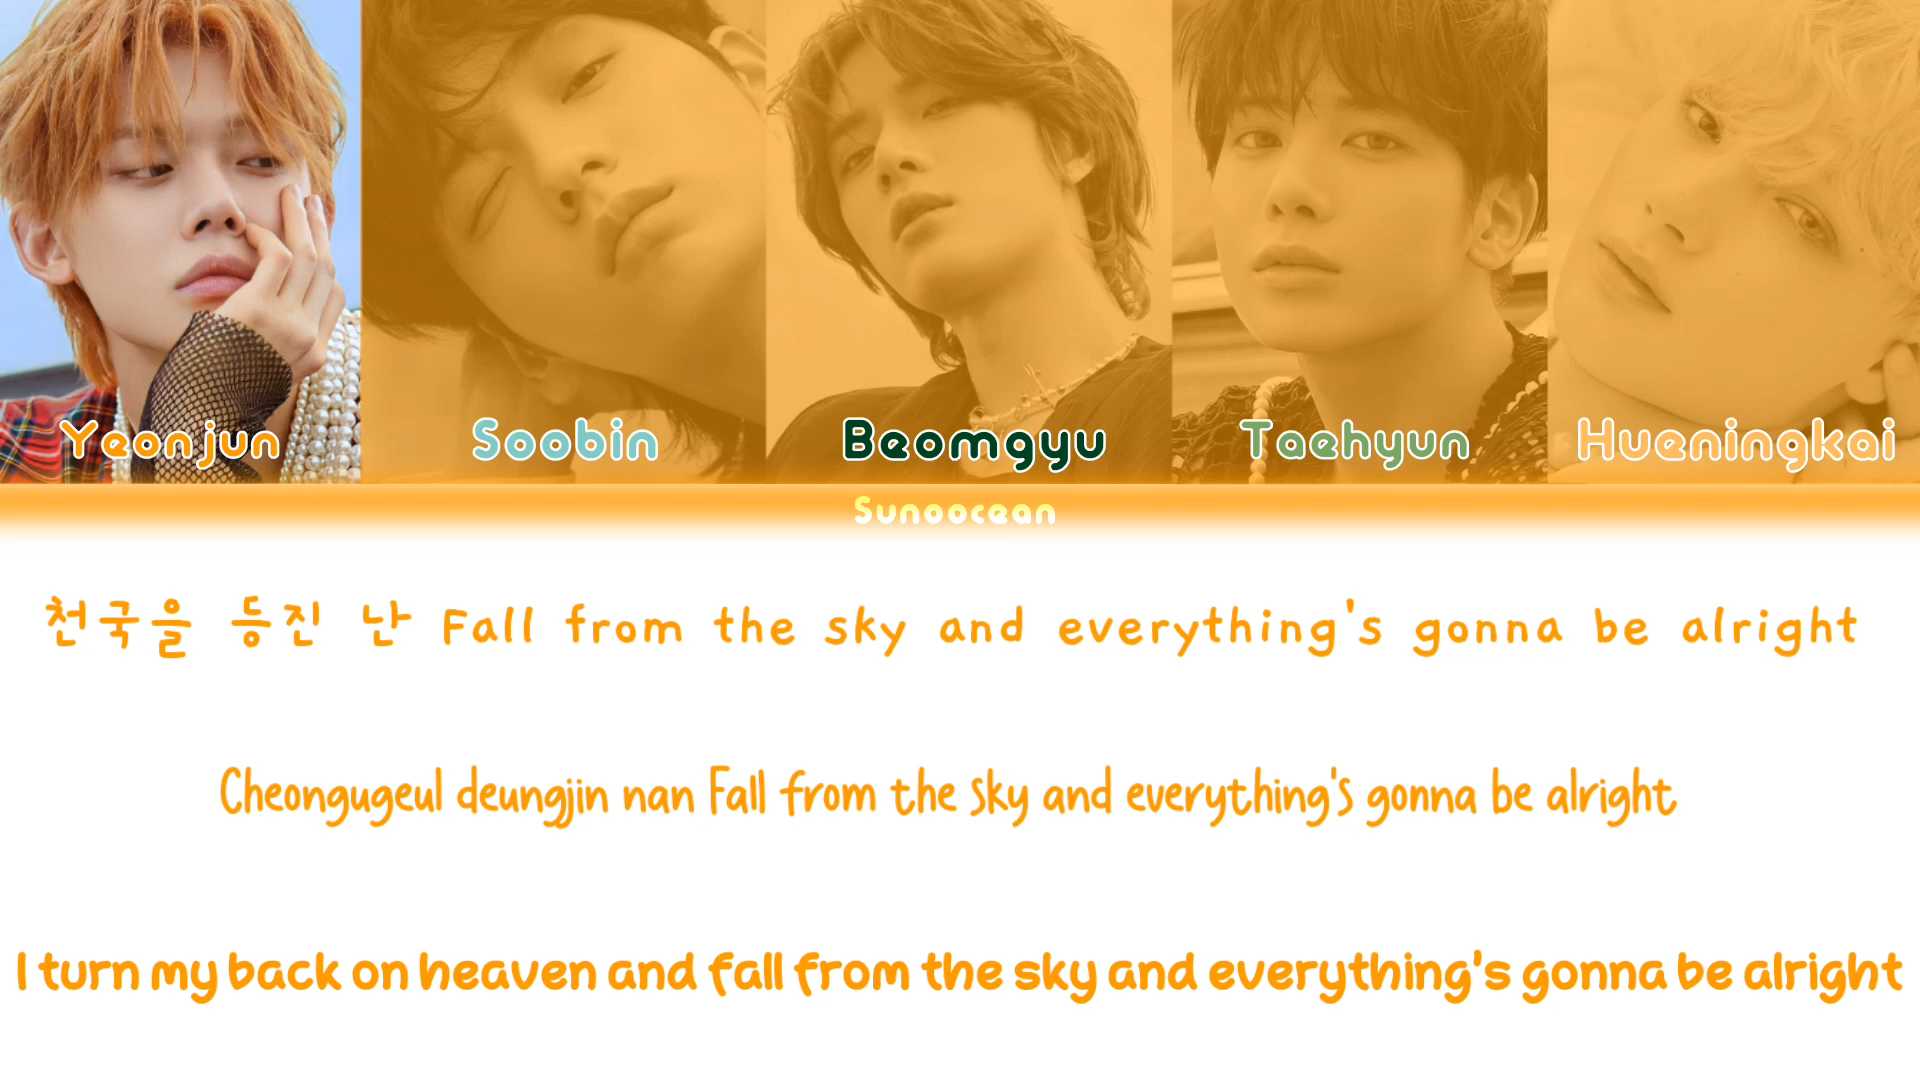 Yeonjun Soobin Beomgyu Taehyun Hueningkai
Sunoocean
천국을 등진 난 Fall from the sky and everything's gonna be alright
Cheongugeul deungjin nan Fall from the sky and everything's gonna be alright
I turn my back on heaven and fall from the sky and everything's gonna be alright